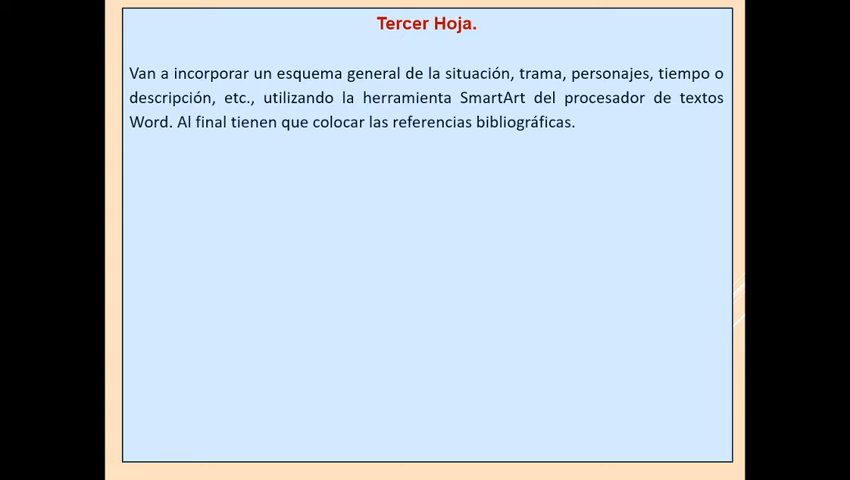 Tercer Hoja.
Van a incorporar un esquema general de la situación, trama, personajes, tiempo o
descripción, etc., utilizando la herramienta SmartArt del procesador de textos
Word. Al final tienen que colocar las referencias bibliográficas.